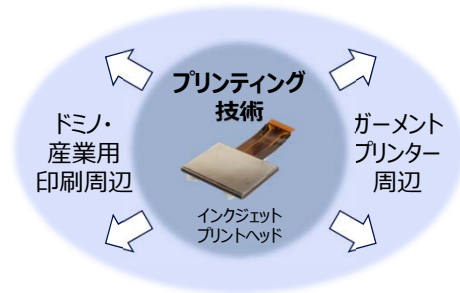 プリンティング
技術
ドミノ・
産業用
印刷周辺
ガーメント
プリンター
周辺
インクジェット
プリントヘッド